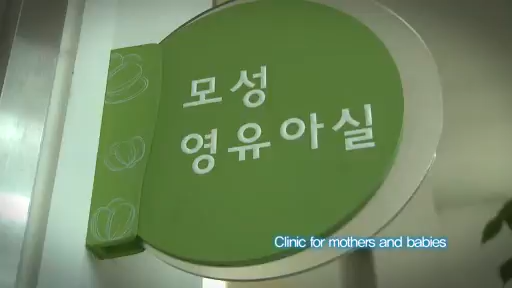 모성
영유아실
Clinic for mothers and babies